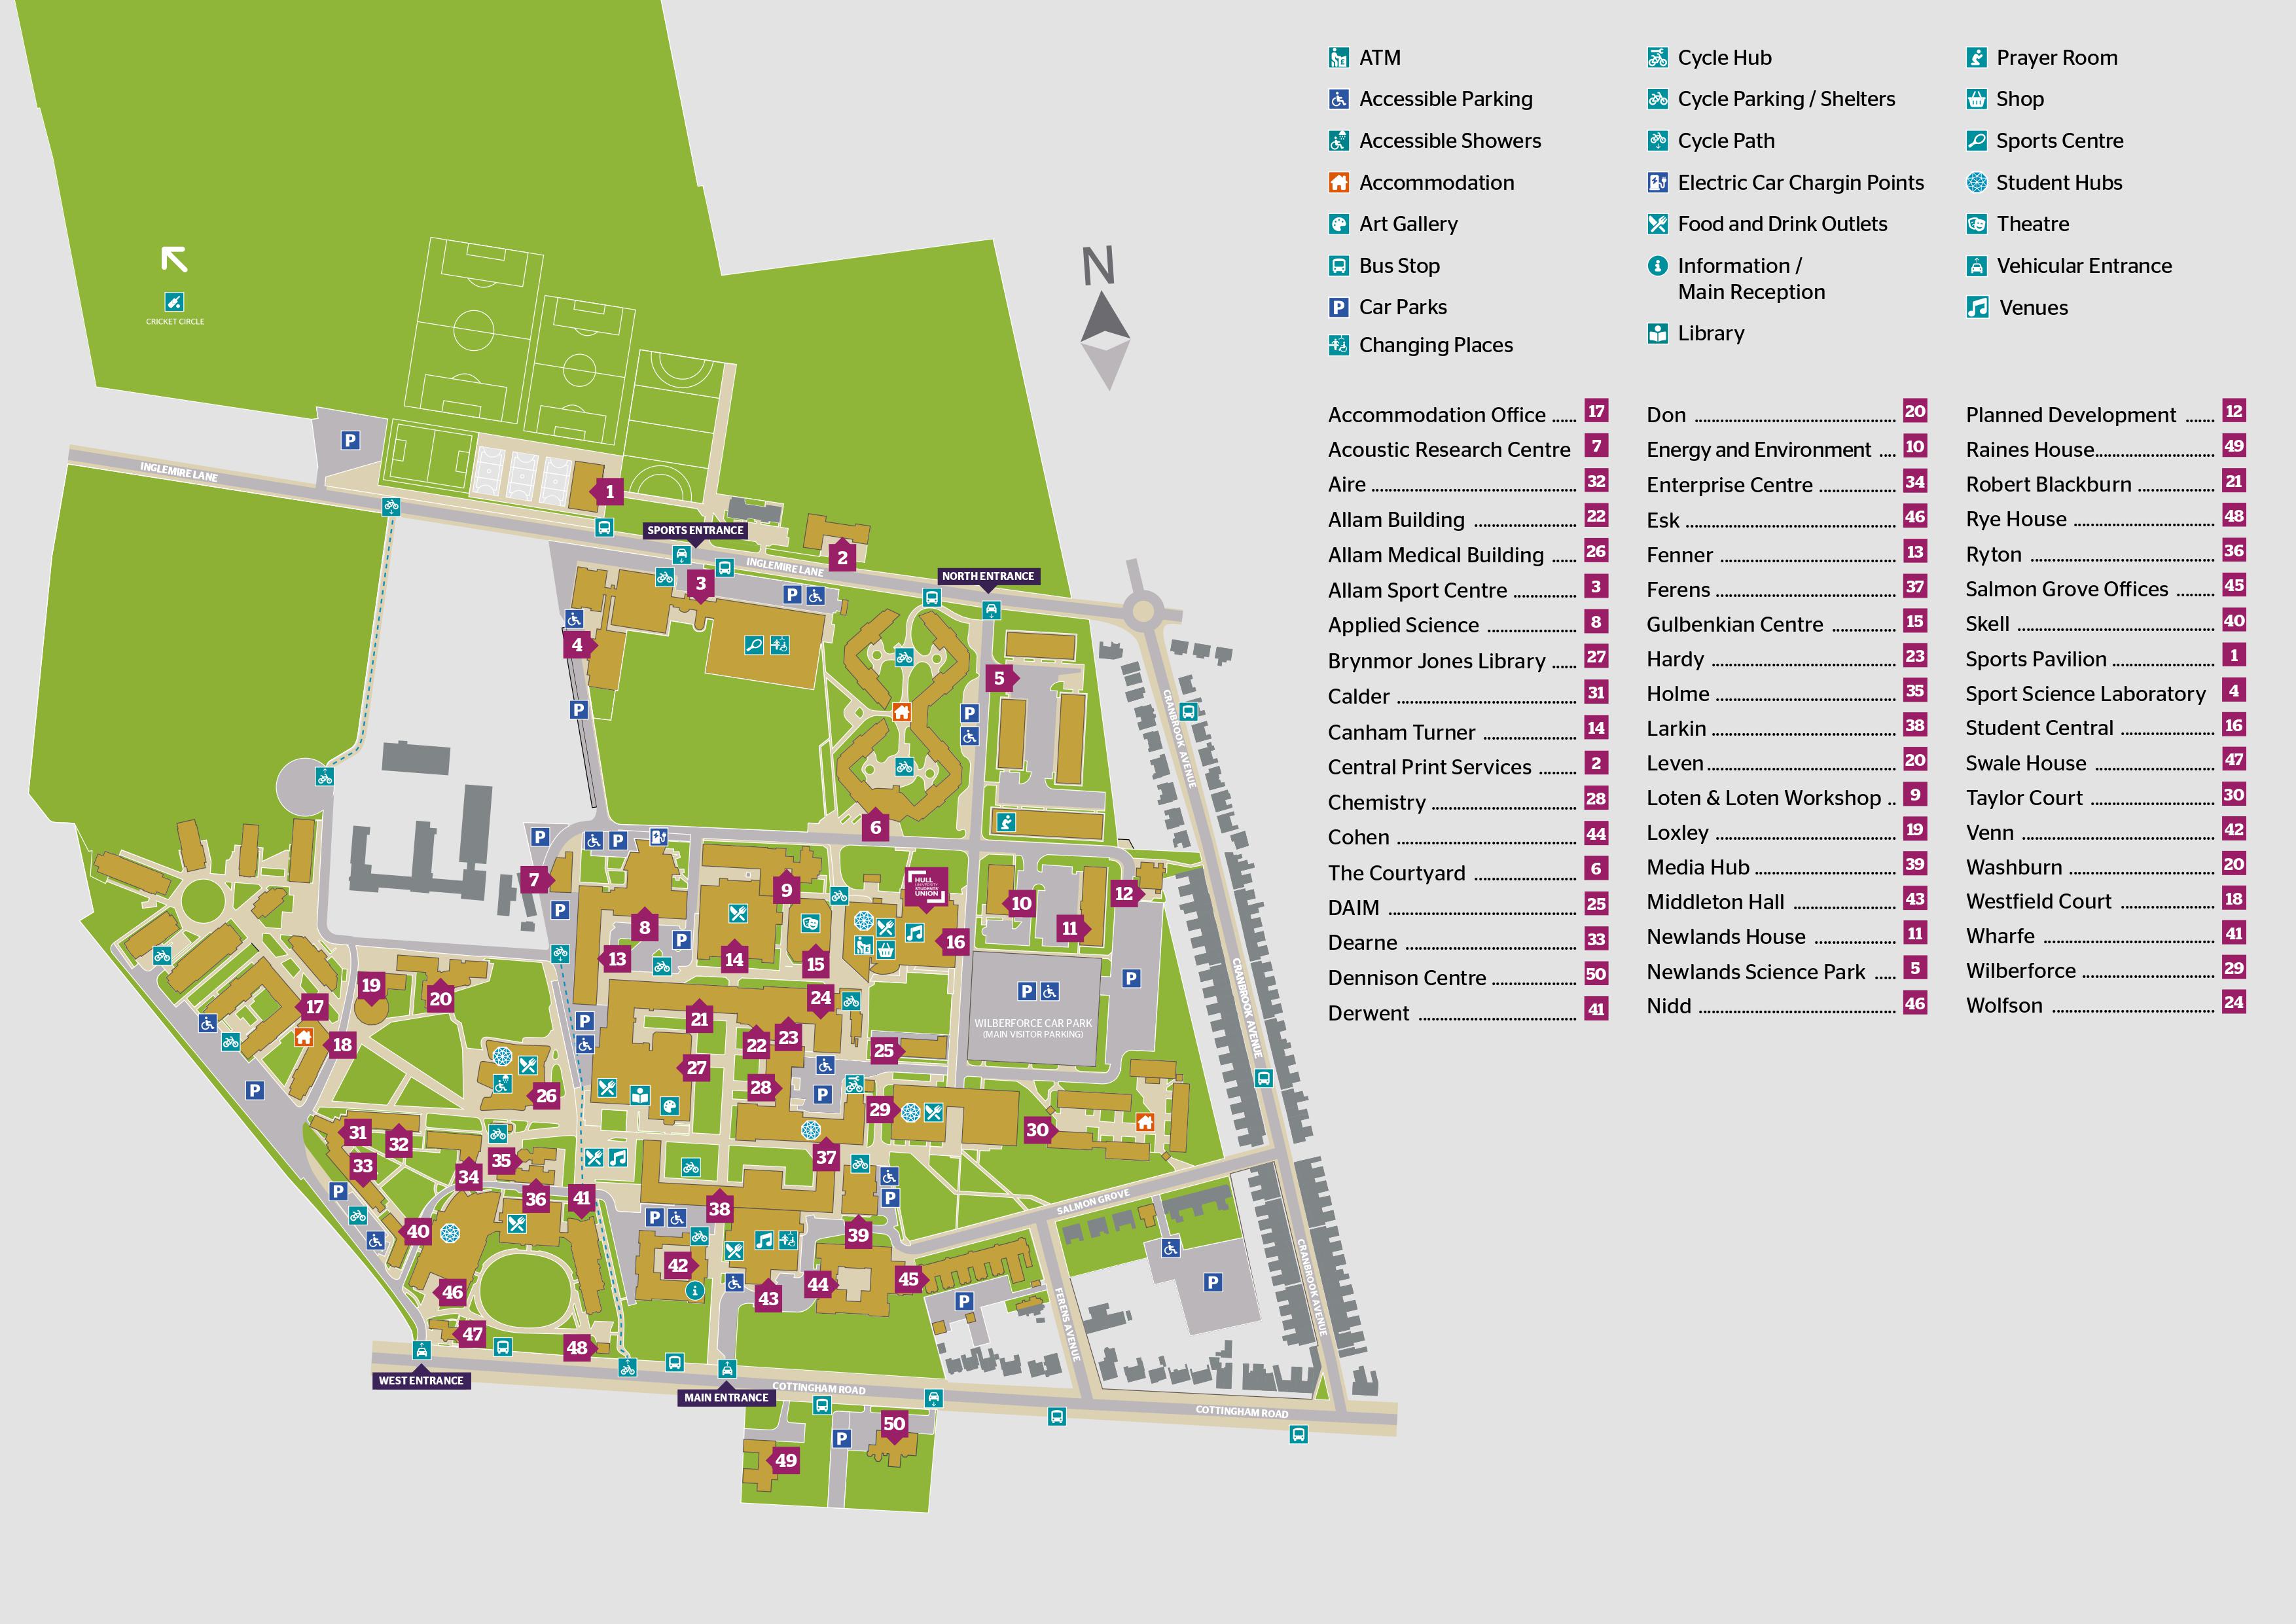 ATM
Accessible Parking
Accessible Showers
Accommodation
Art Gallery
Bus Stop
Car Parks
Changing Places
Cycle Hub
Cycle Parking / Shelters
Cycle Path
Electric Car Chargin Points
Food and Drink Outlets
Information /
Main Reception
Library
Prayer Room
Shop
Sports Centre
Student Hubs
Theatre
Vehicular Entrance
Venues
Accommodation Office ...... 17
Acoustic Research Centre 7
Aire ...... 32
Allam Building ...... 22
Allam Medical Building ...... 26
Allam Sport Centre ...... 3
Applied Science ...... 8
Brynmor Jones Library ...... 27
Calder ...... 31
Canham Turner ...... 14
Central Print Services ...... 2
Chemistry ...... 28
Cohen ...... 44
The Courtyard ...... 6
DAIM ...... 25
Dearne ...... 33
Dennison Centre ...... 50
Derwent ...... 41
Don ...... 20
Energy and Environment .... 10
Enterprise Centre ...... 34
Esk ...... 46
Fenner ...... 13
Ferens ...... 37
Gulbenkian Centre ...... 15
Hardy ...... 23
Holme ...... 35
Larkin ...... 38
Leven ...... 20
Loten & Loten Workshop .. 9
Loxley ...... 19
Media Hub ...... 39
Middleton Hall ...... 43
Newlands House ...... 11
Newlands Science Park ..... 5
Nidd ...... 46
Planned Development ...... 12
Raines House...... 49
Robert Blackburn ...... 21
Rye House ...... 48
Ryton ...... 36
Salmon Grove Offices ........ 45
Skell ...... 40
Sports Pavilion ...... 1
Sport Science Laboratory 4
Student Central ...... 16
Swale House ...... 47
Taylor Court ...... 30
Venn ...... 42
Washburn ...... 20
Westfield Court ...... 18
Wharfe ...... 41
Wilberforce ...... 29
Wolfson ...... 24
N
CRICKET CIRCLE
P
INGLEMIRE LANE
1
SPORTS ENTRANCE
2
INGLEMIRE LANE
NORTH ENTRANCE
3
P
4
5
P
P
CRANBROOK AVENUE
6
P
P
7
9
HULL
UNIVERSITY
STUDENTS'
UNION
12
10
P
8
11
P
13
14
15
16
19
20
P
P
17
24
21
WILBERFORCE CAR PARK
(MAIN VISITOR PARKING)
CRANBROOK AVENUE
18
22
23
25
P
27
28
P
P
26
29
31
32
30
33
35
37
34
P
36
41
P
SALMON GROVE
38
P
40
39
42
CRANBROOK AVENUE
46
43
44
45
P
P
FERENS AVENUE
47
48
WEST ENTRANCE
MAIN ENTRANCE
COTTINGHAM ROAD
COTTINGHAM ROAD
50
P
49